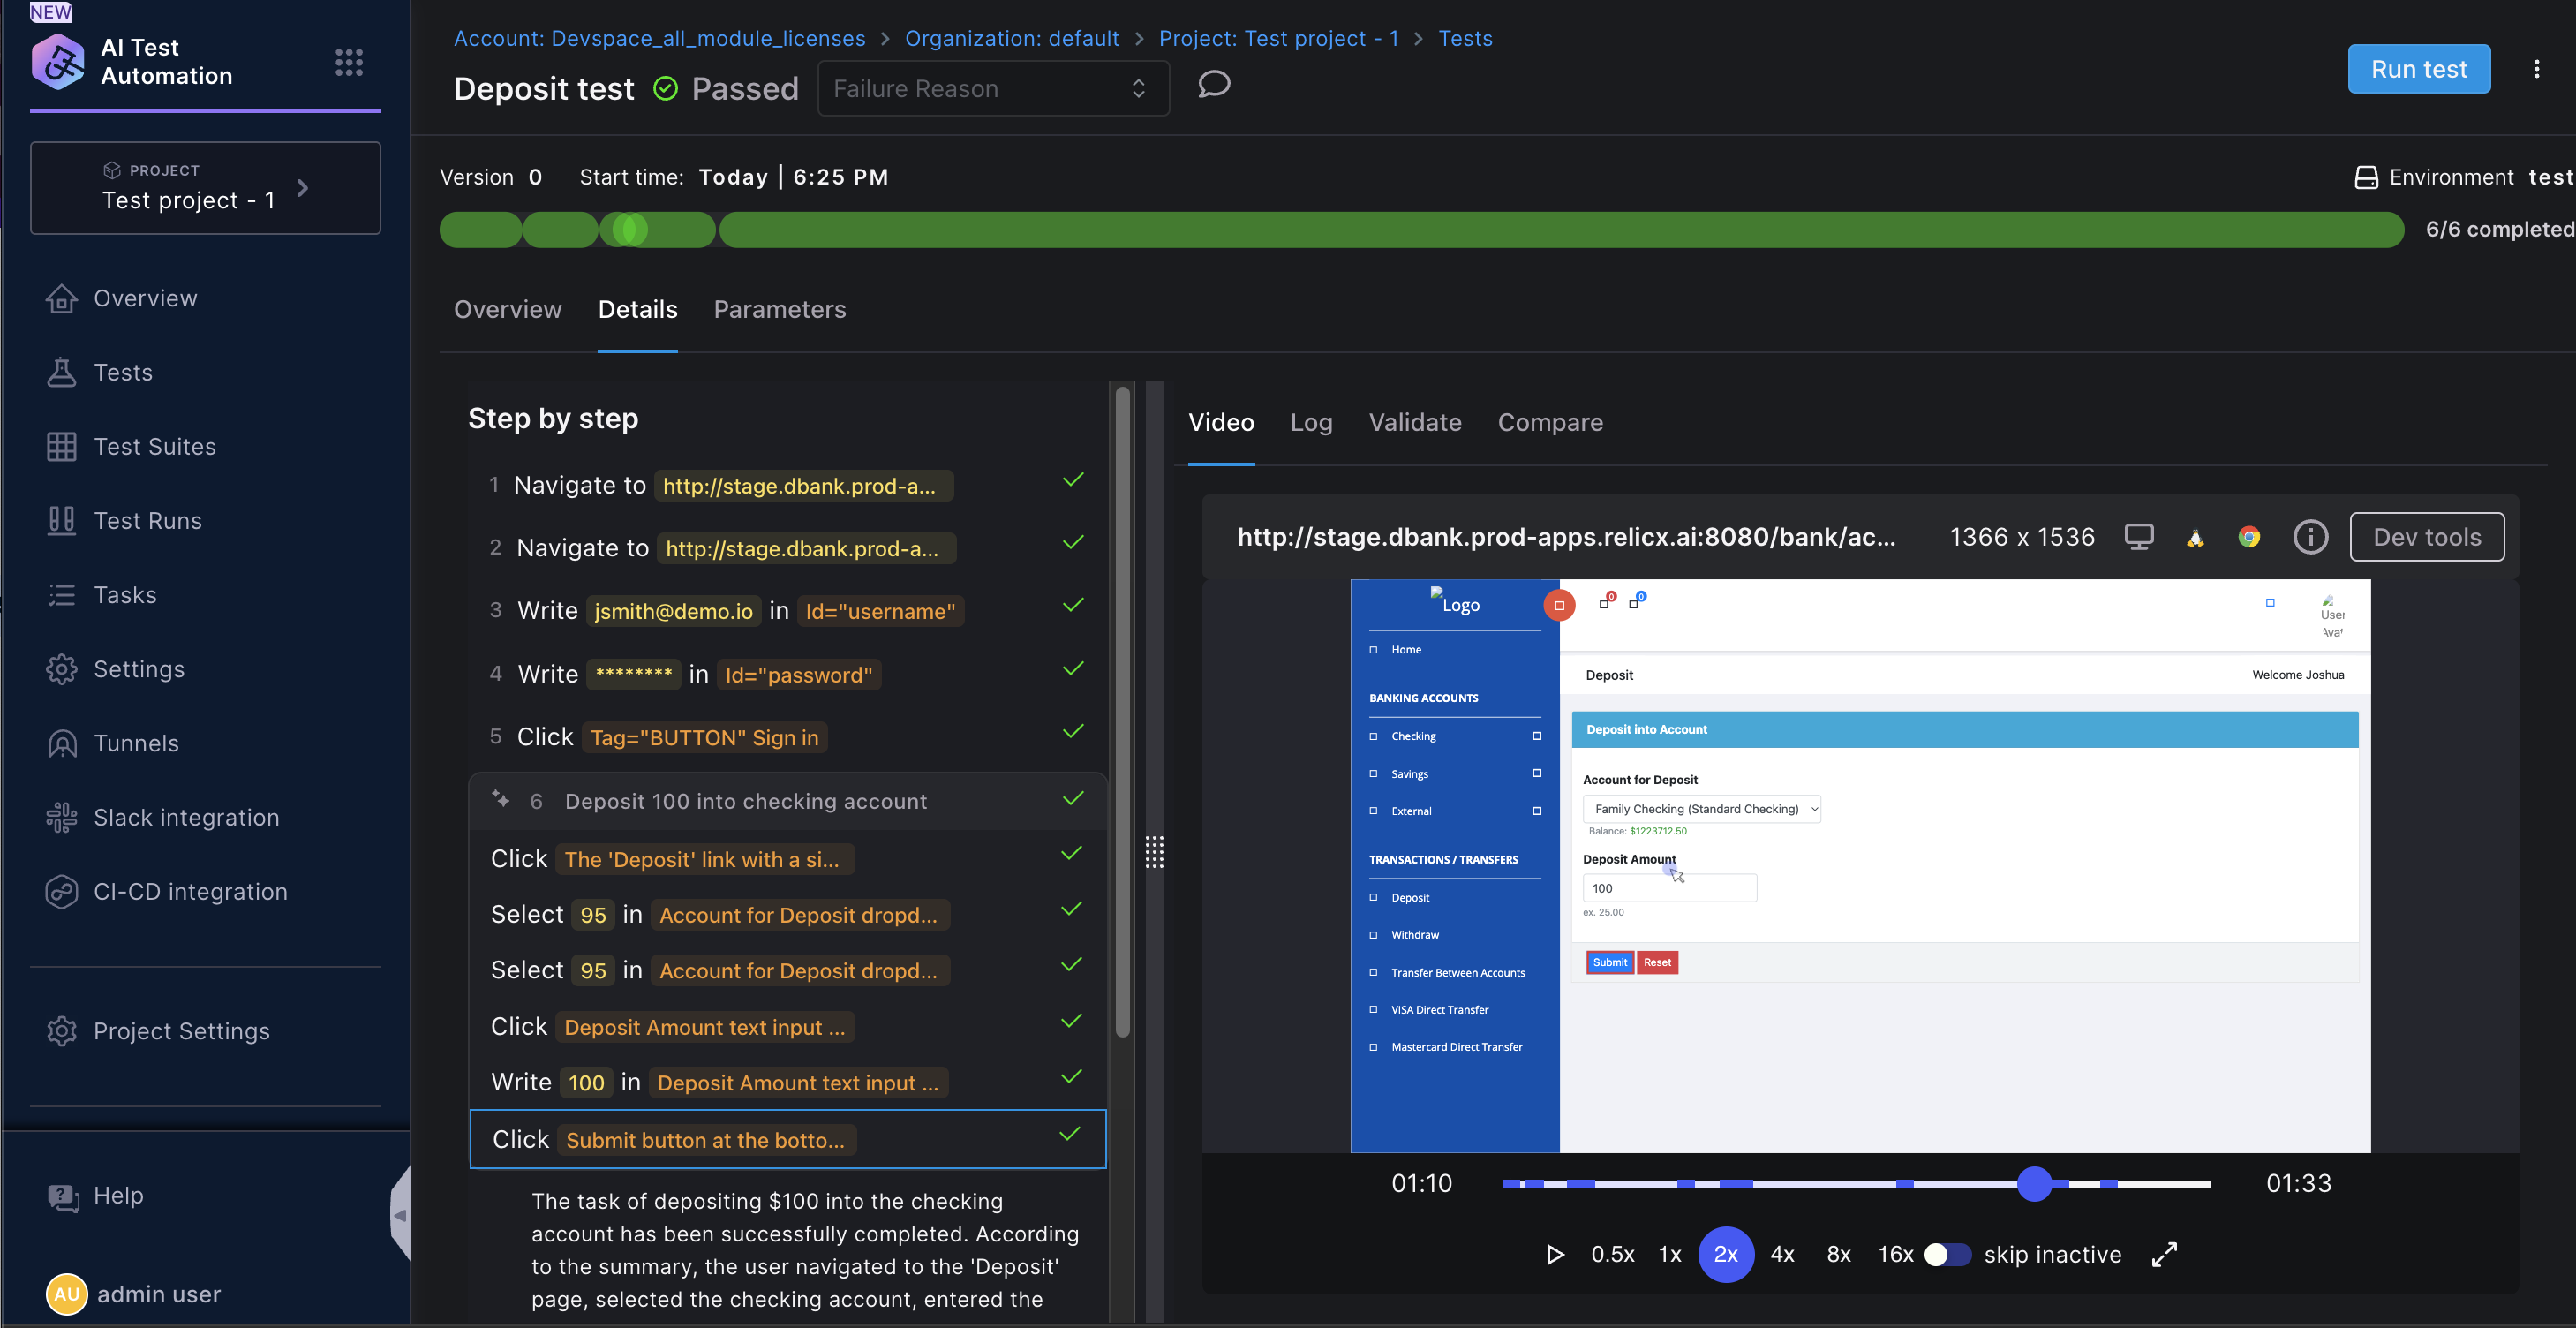 NEW
AI Test
Automation
PROJECT
Test project - 1
Overview
Tests
Test Suites
Test Runs
Tasks
Settings
Tunnels
Slack integration
CI-CD integration
Project Settings
Help
AU admin user
Account: Devspace_all_module_licenses > Organization: default > Project: Test project - 1 > Tests
Deposit test Passed Failure Reason
Run test
Version 0 Start time: Today | 6:25 PM
Environment test
6/6 completed
Overview Details Parameters
Step by step
1 Navigate to http://stage.dbank.prod-a...
2 Navigate to http://stage.dbank.prod-a...
3 Write jsmith@demo.io in Id="username"
4 Write ******** in Id="password"
5 Click Tag="BUTTON" Sign in
6 Deposit 100 into checking account
Click The 'Deposit' link with a si...
Select 95 in Account for Deposit dropd...
Select 95 in Account for Deposit dropd...
Click Deposit Amount text input ...
Write 100 in Deposit Amount text input ...
Click Submit button at the botto...
The task of depositing $100 into the checking
account has been successfully completed. According
to the summary, the user navigated to the 'Deposit'
page, selected the checking account, entered the
Video Log Validate Compare
http://stage.dbank.prod-apps.relicx.ai:8080/bank/ac... 1366 x 1536 Dev tools
Logo
Home
BANKING ACCOUNTS
Checking
Savings
External
TRANSACTIONS / TRANSFERS
Deposit
Withdraw
Transfer Between Accounts
VISA Direct Transfer
Mastercard Direct Transfer
0 0
User
Avat
Deposit
Welcome Joshua
Deposit into Account
Account for Deposit
Family Checking (Standard Checking)
Balance: $1223712.50
Deposit Amount
100
ex. 25.00
Submit Reset
01:10 01:33
0.5x 1x 2x 4x 8x 16x skip inactive